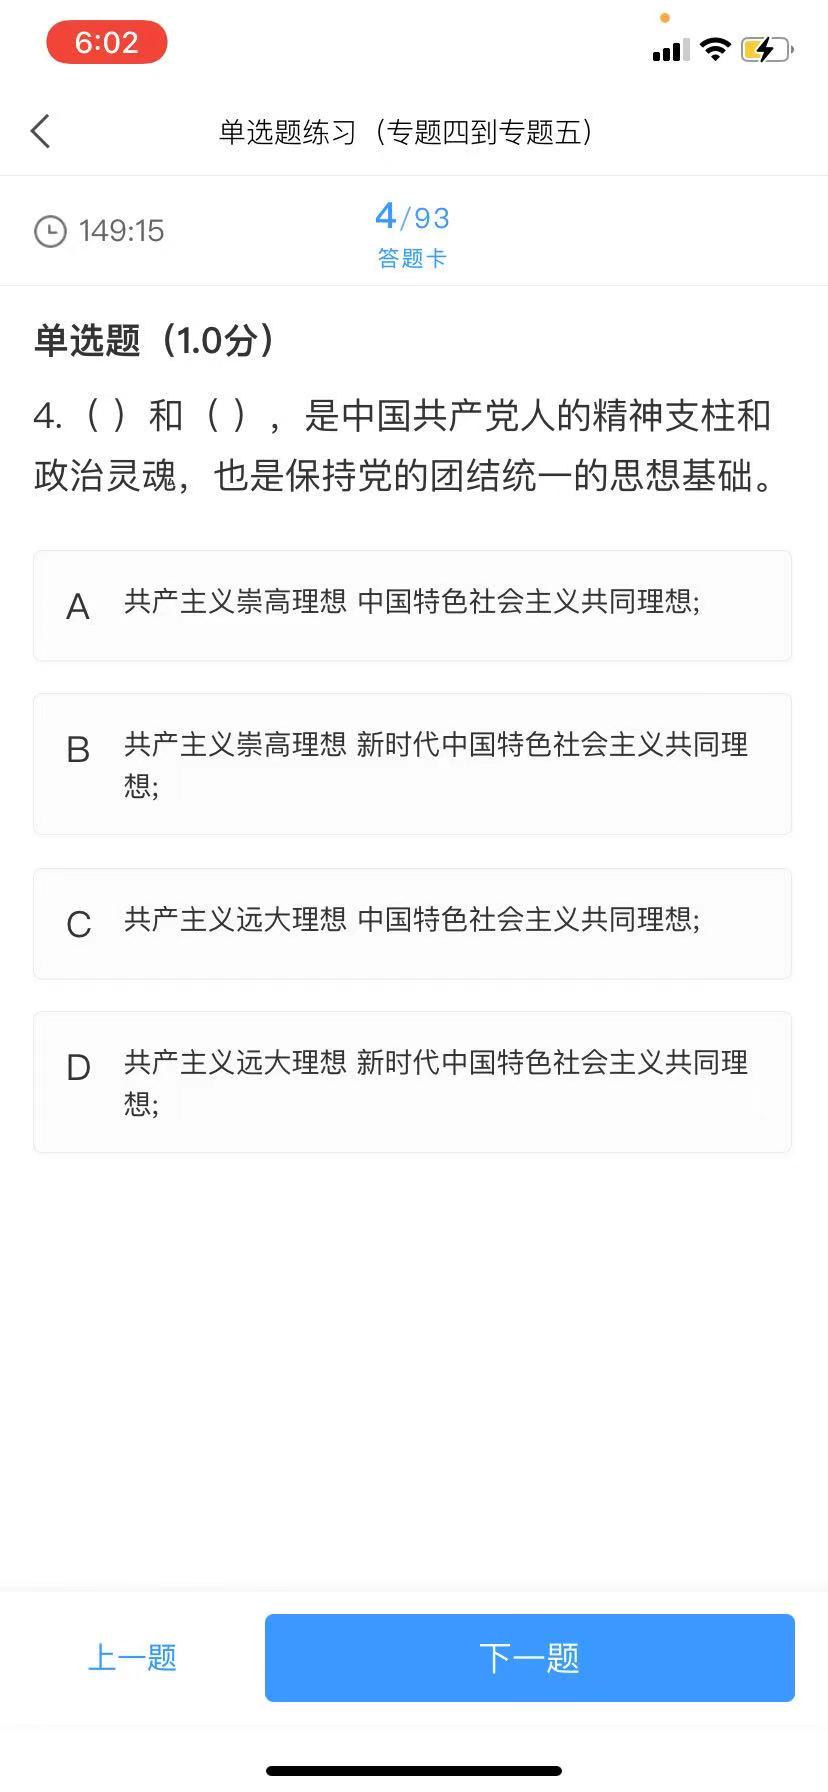 6:02
单选题练习（专题四到专题五）
149:15
4/93
答题卡
单选题（1.0分）
4.（ ）和（ ），是中国共产党人的精神支柱和
政治灵魂，也是保持党的团结统一的思想基础。
A 共产主义崇高理想 中国特色社会主义共同理想;
B 共产主义崇高理想 新时代中国特色社会主义共同理
想;
C 共产主义远大理想 中国特色社会主义共同理想;
D 共产主义远大理想 新时代中国特色社会主义共同理
想;
上一题
下一题